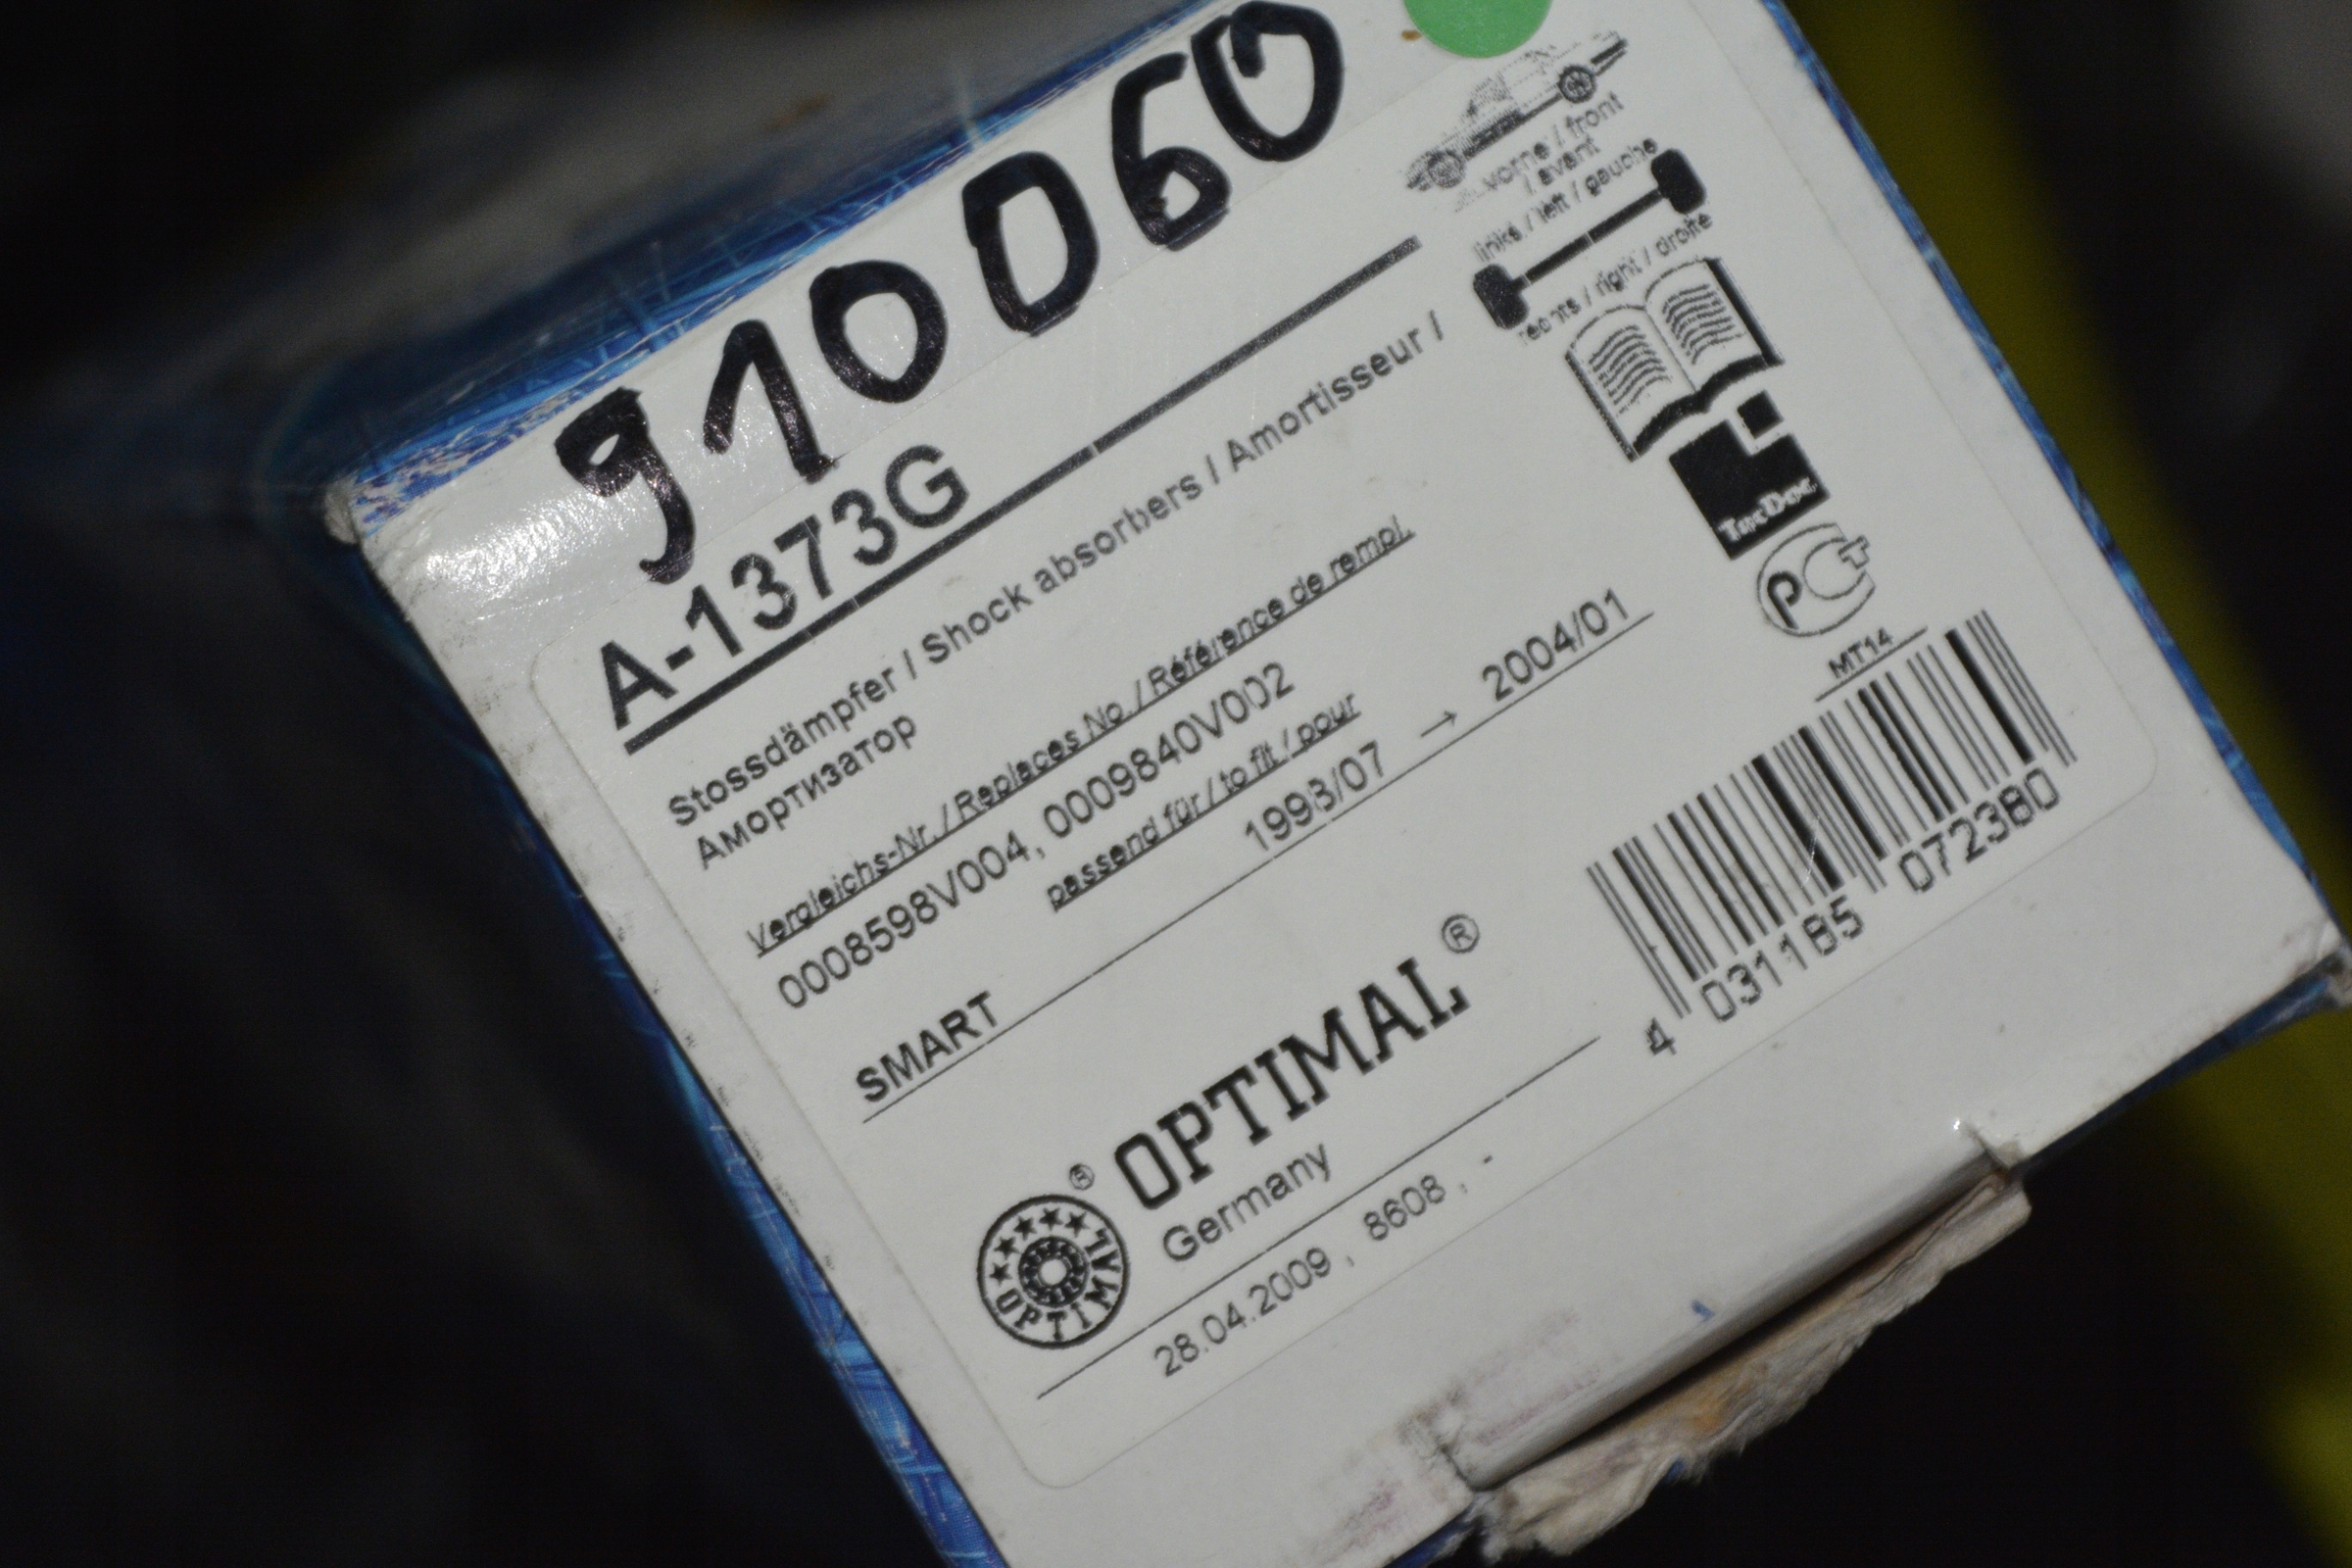 910060
A-1373G
Stossdämpfer / Shock absorbers / Amortisseur /
Амортизатор
Vergleichs-Nr. / Replaces No. / Référence de rempl.
0008598V004, 0009840V002
passend für / to fit / pour
SMART 1998/07 → 2004/01
® OPTIMAL ®
Germany
OPTIMAL
28.04.2009 , 8608 , -
vorne / front
/ avant
links / left / gauche
rechts / right / droite
TecDoc
РСТ
MT14
4 031185 072380